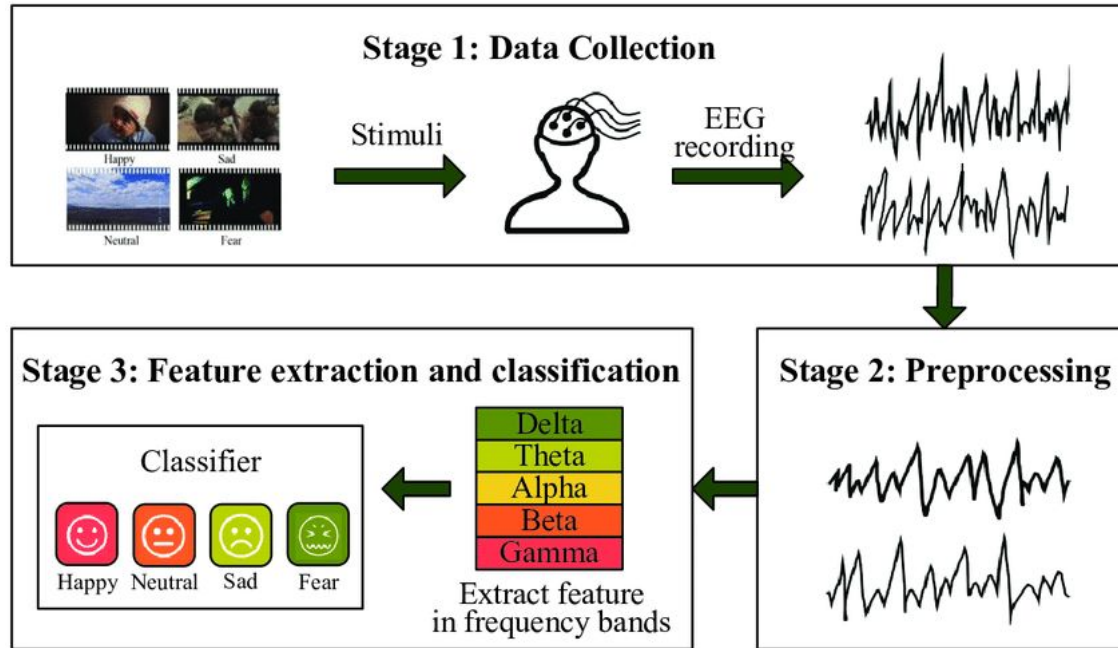 Stage 1: Data Collection
Happy
Sad
Neutral
Fear
Stimuli
EEG
recording
Stage 2: Preprocessing
Stage 3: Feature extraction and classification
Delta
Theta
Alpha
Beta
Gamma
Extract feature
in frequency bands
Classifier
Happy
Neutral
Sad
Fear